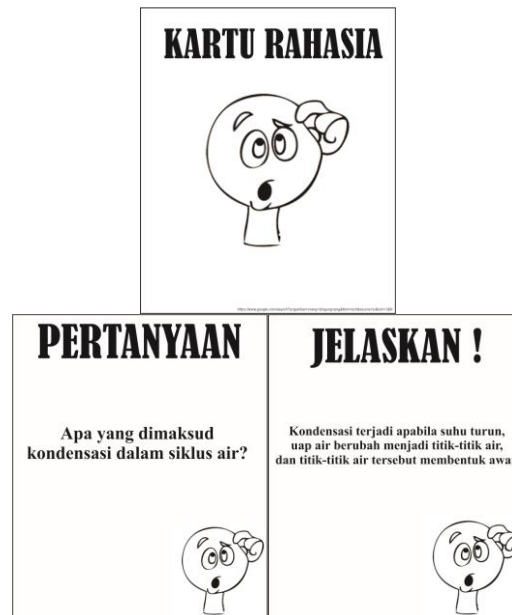 KARTU RAHASIA
PERTANYAAN
Apa yang dimaksud
kondensasi dalam siklus air?
JELASKAN !
Kondensasi terjadi apabila suhu turun,
uap air berubah menjadi titik-titik air,
dan titik-titik air tersebut membentuk awa